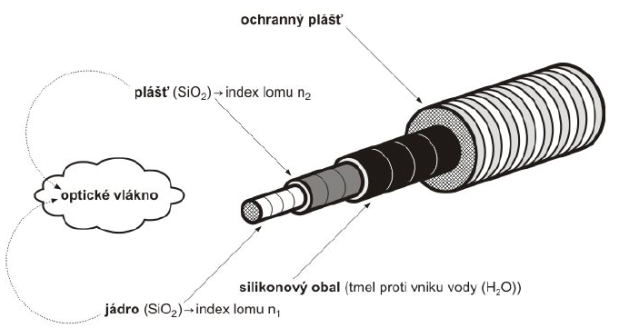 ochranný plášť
plášť (SiO₂)→index lomu n₂
optické vlákno
silikonový obal (tmel proti vniku vody (H₂O))
jádro (SiO₂)→index lomu n₁